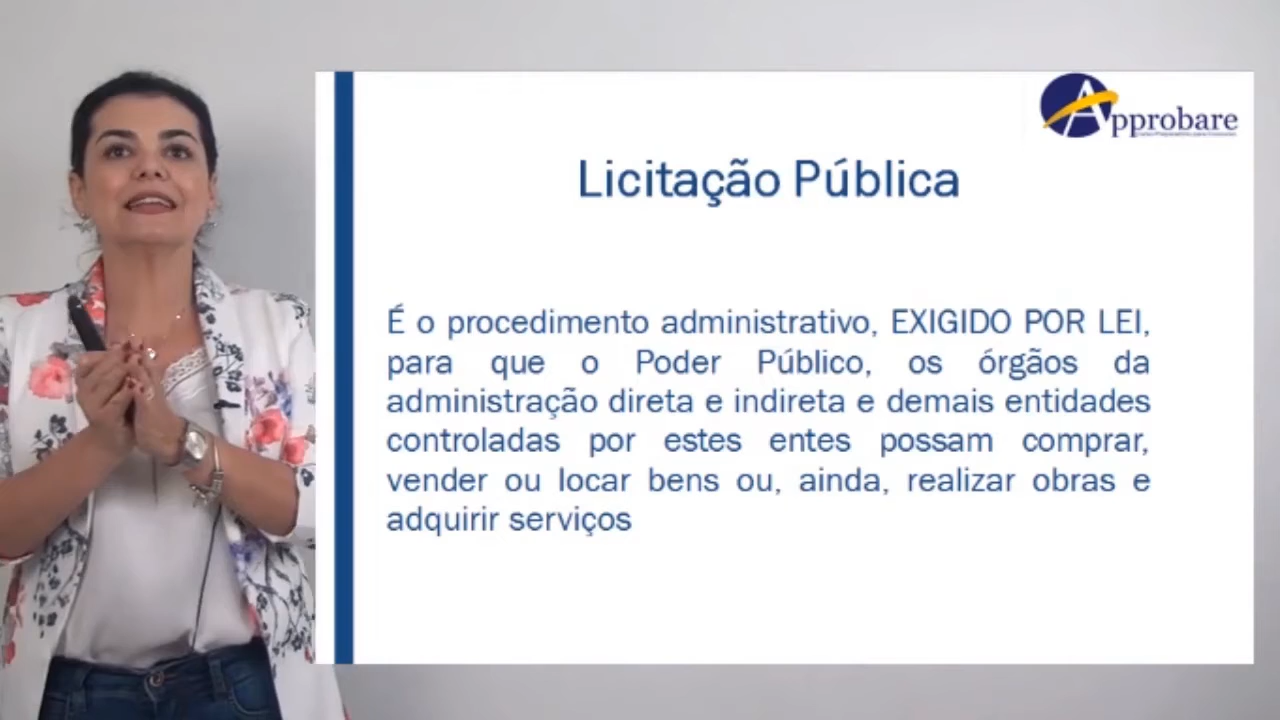 Approbare
Licitação Pública
É o procedimento administrativo, EXIGIDO POR LEI,
para que o Poder Público, os órgãos da
administração direta e indireta e demais entidades
controladas por estes entes possam comprar,
vender ou locar bens ou, ainda, realizar obras e
adquirir serviços